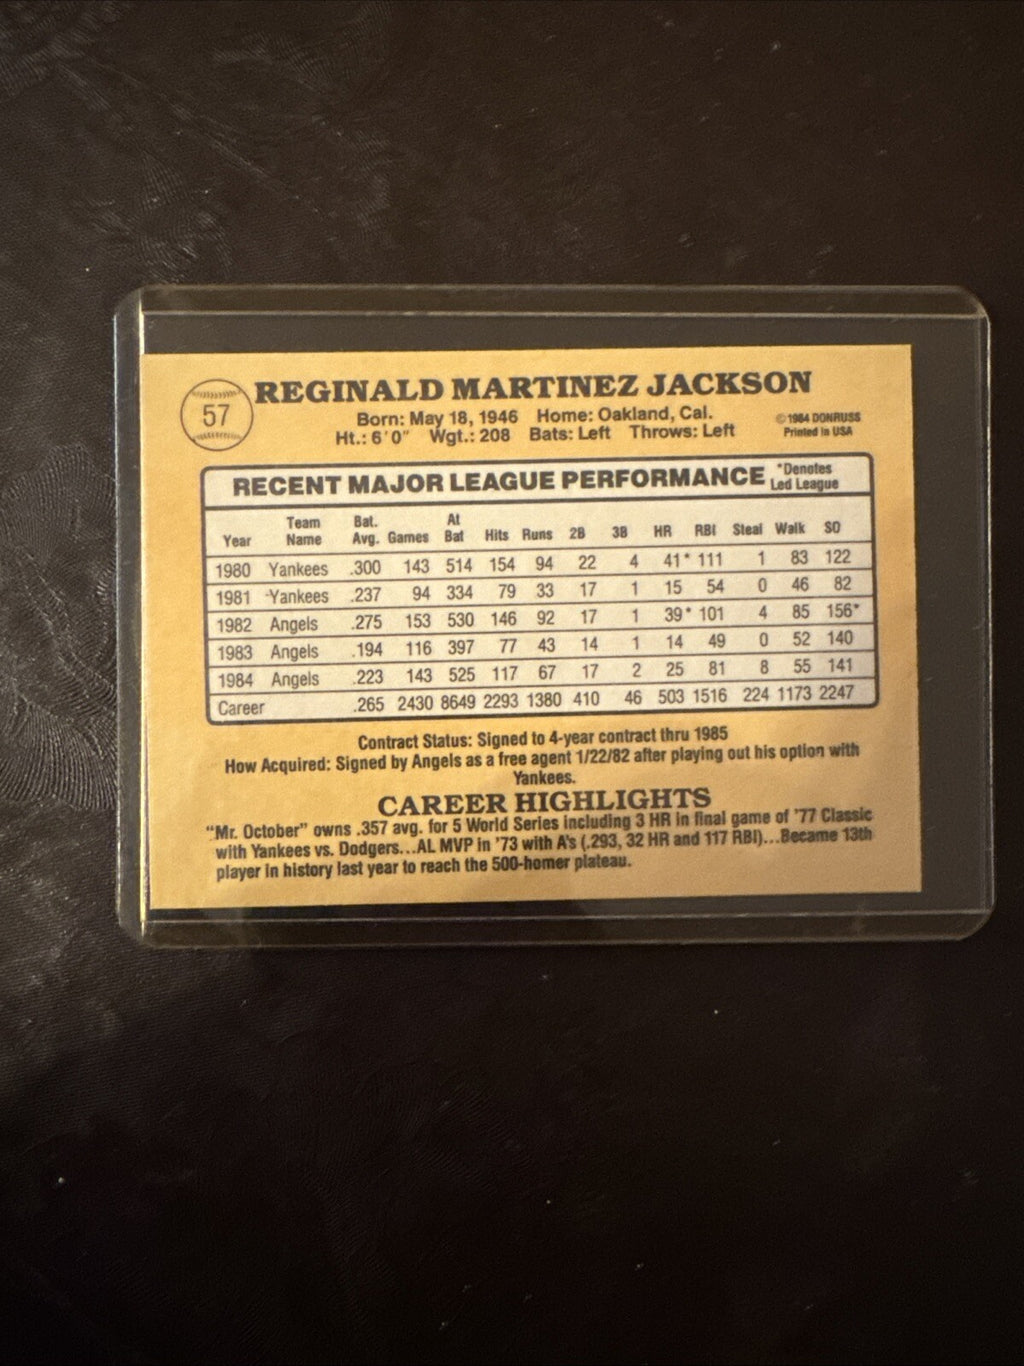 57
REGINALD MARTINEZ JACKSON
Born: May 18, 1946 Home: Oakland, Cal.
Ht.: 6'0" Wgt.: 208 Bats: Left Throws: Left
© 1984 DONRUSS
Printed in USA
RECENT MAJOR LEAGUE PERFORMANCE
*Denotes
Led League
Year Team Name Bat. Avg. Games At Bat Hits Runs 2B 3B HR RBI Steal Walk SO
1980 Yankees .300 143 514 154 94 22 4 41* 111 1 83 122
1981 Yankees .237 94 334 79 33 17 1 15 54 0 46 82
1982 Angels .275 153 530 146 92 17 1 39* 101 4 85 156*
1983 Angels .194 116 397 77 43 14 1 14 49 0 52 140
1984 Angels .223 143 525 117 67 17 2 25 81 8 55 141
Career .265 2430 8649 2293 1380 410 46 503 1516 224 1173 2247
Contract Status: Signed to 4-year contract thru 1985
How Acquired: Signed by Angels as a free agent 1/22/82 after playing out his option with
Yankees.
CAREER HIGHLIGHTS
"Mr. October" owns .357 avg. for 5 World Series including 3 HR in final game of '77 Classic
with Yankees vs. Dodgers...AL MVP in '73 with A's (.293, 32 HR and 117 RBI)...Became 13th
player in history last year to reach the 500-homer plateau.